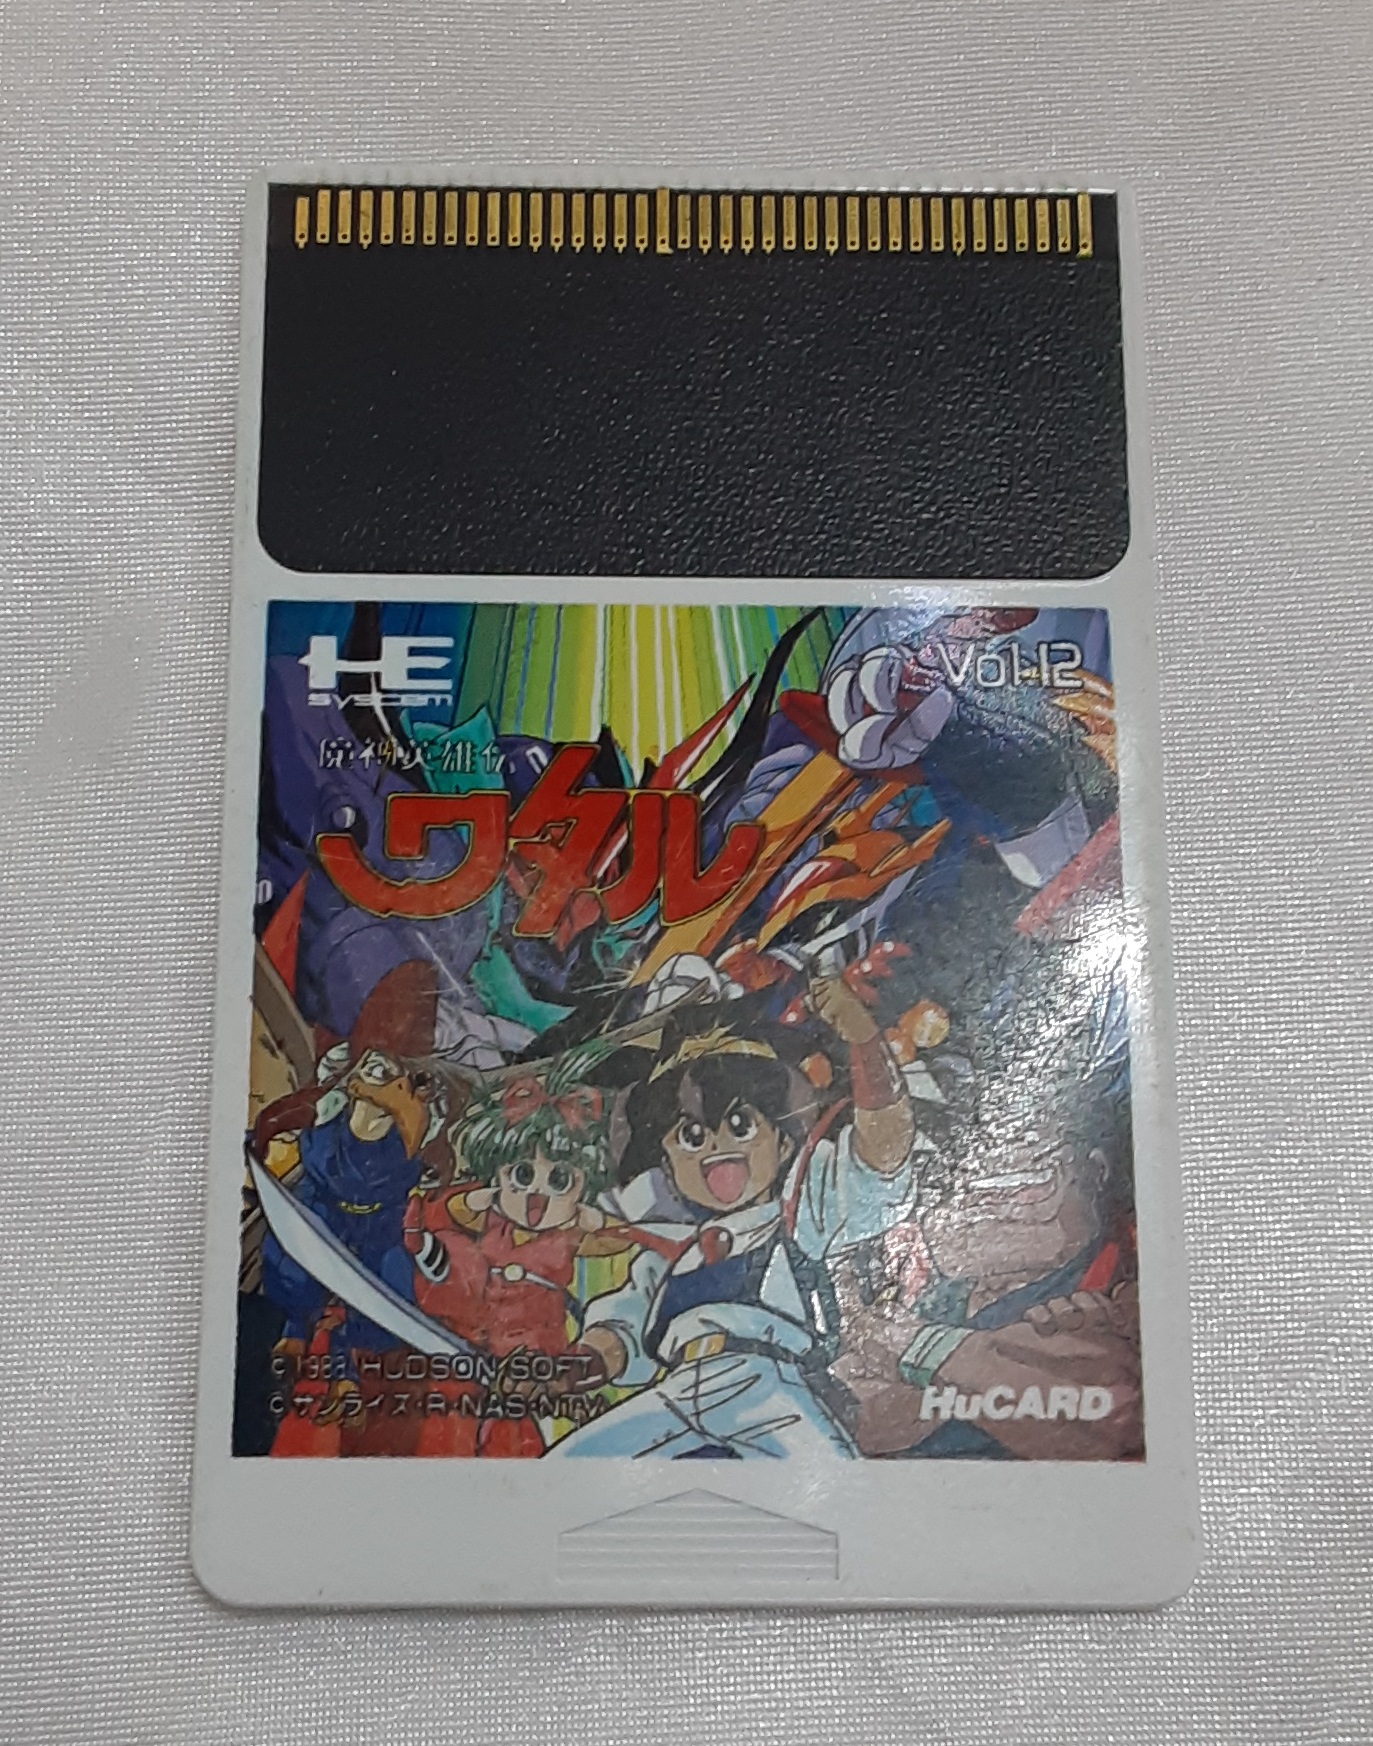 HE
SYSTEM
Vol.12
魔神英雄伝
ワタル
© 1988 HUDSON SOFT
© サンライズ・R・NAS・NTV
HuCARD